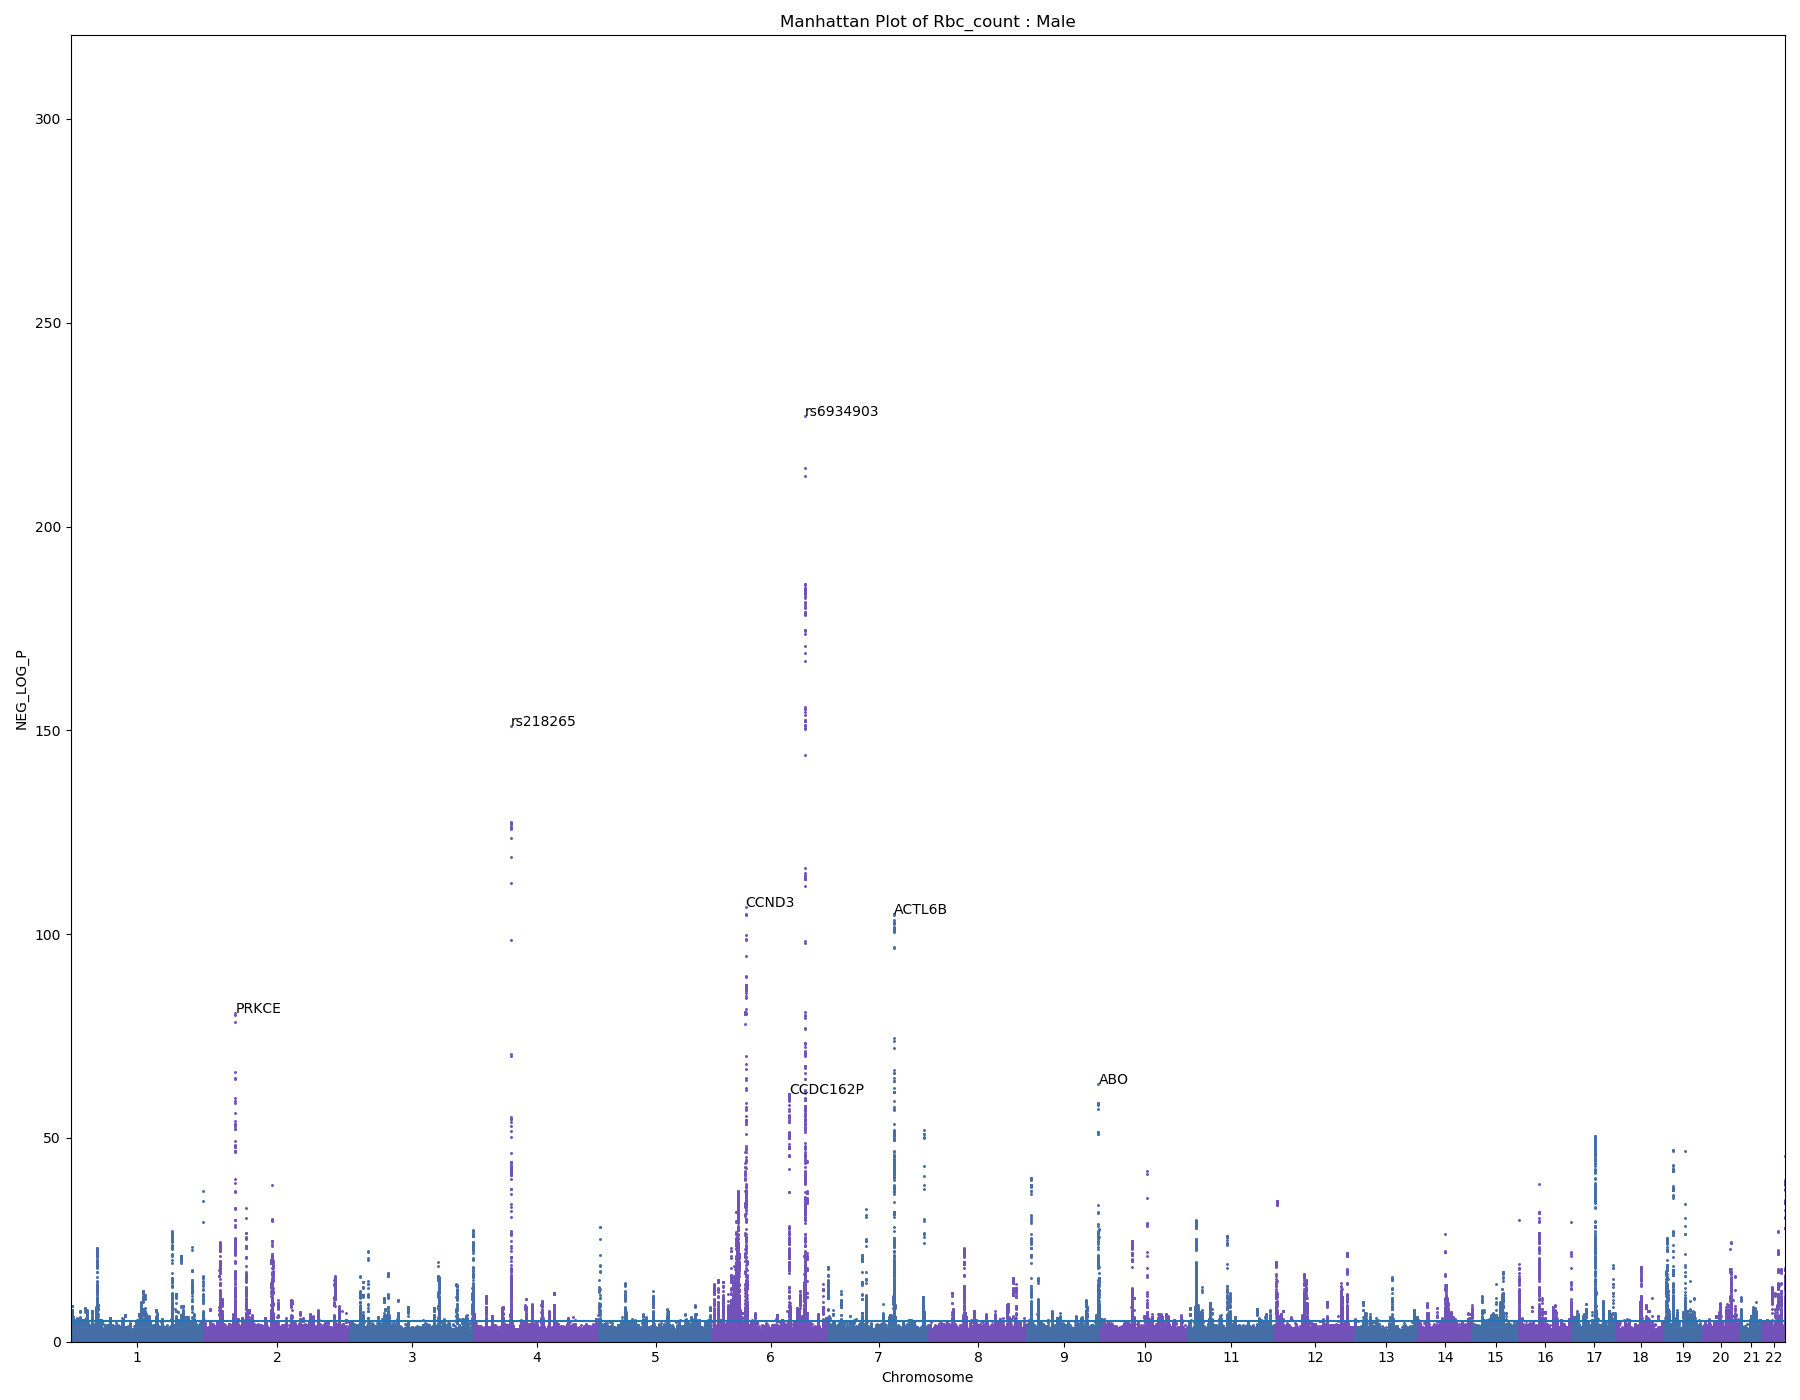 Manhattan Plot of Rbc_count : Male
300
250
200
150
100
50
0
NEG_LOG_P
rs6934903
rs218265
CCND3
ACTL6B
PRKCE
ABO
CCDC162P
1 2 3 4 5 6 7 8 9 10 11 12 13 14 15 16 17 18 19 20 21 22
Chromosome